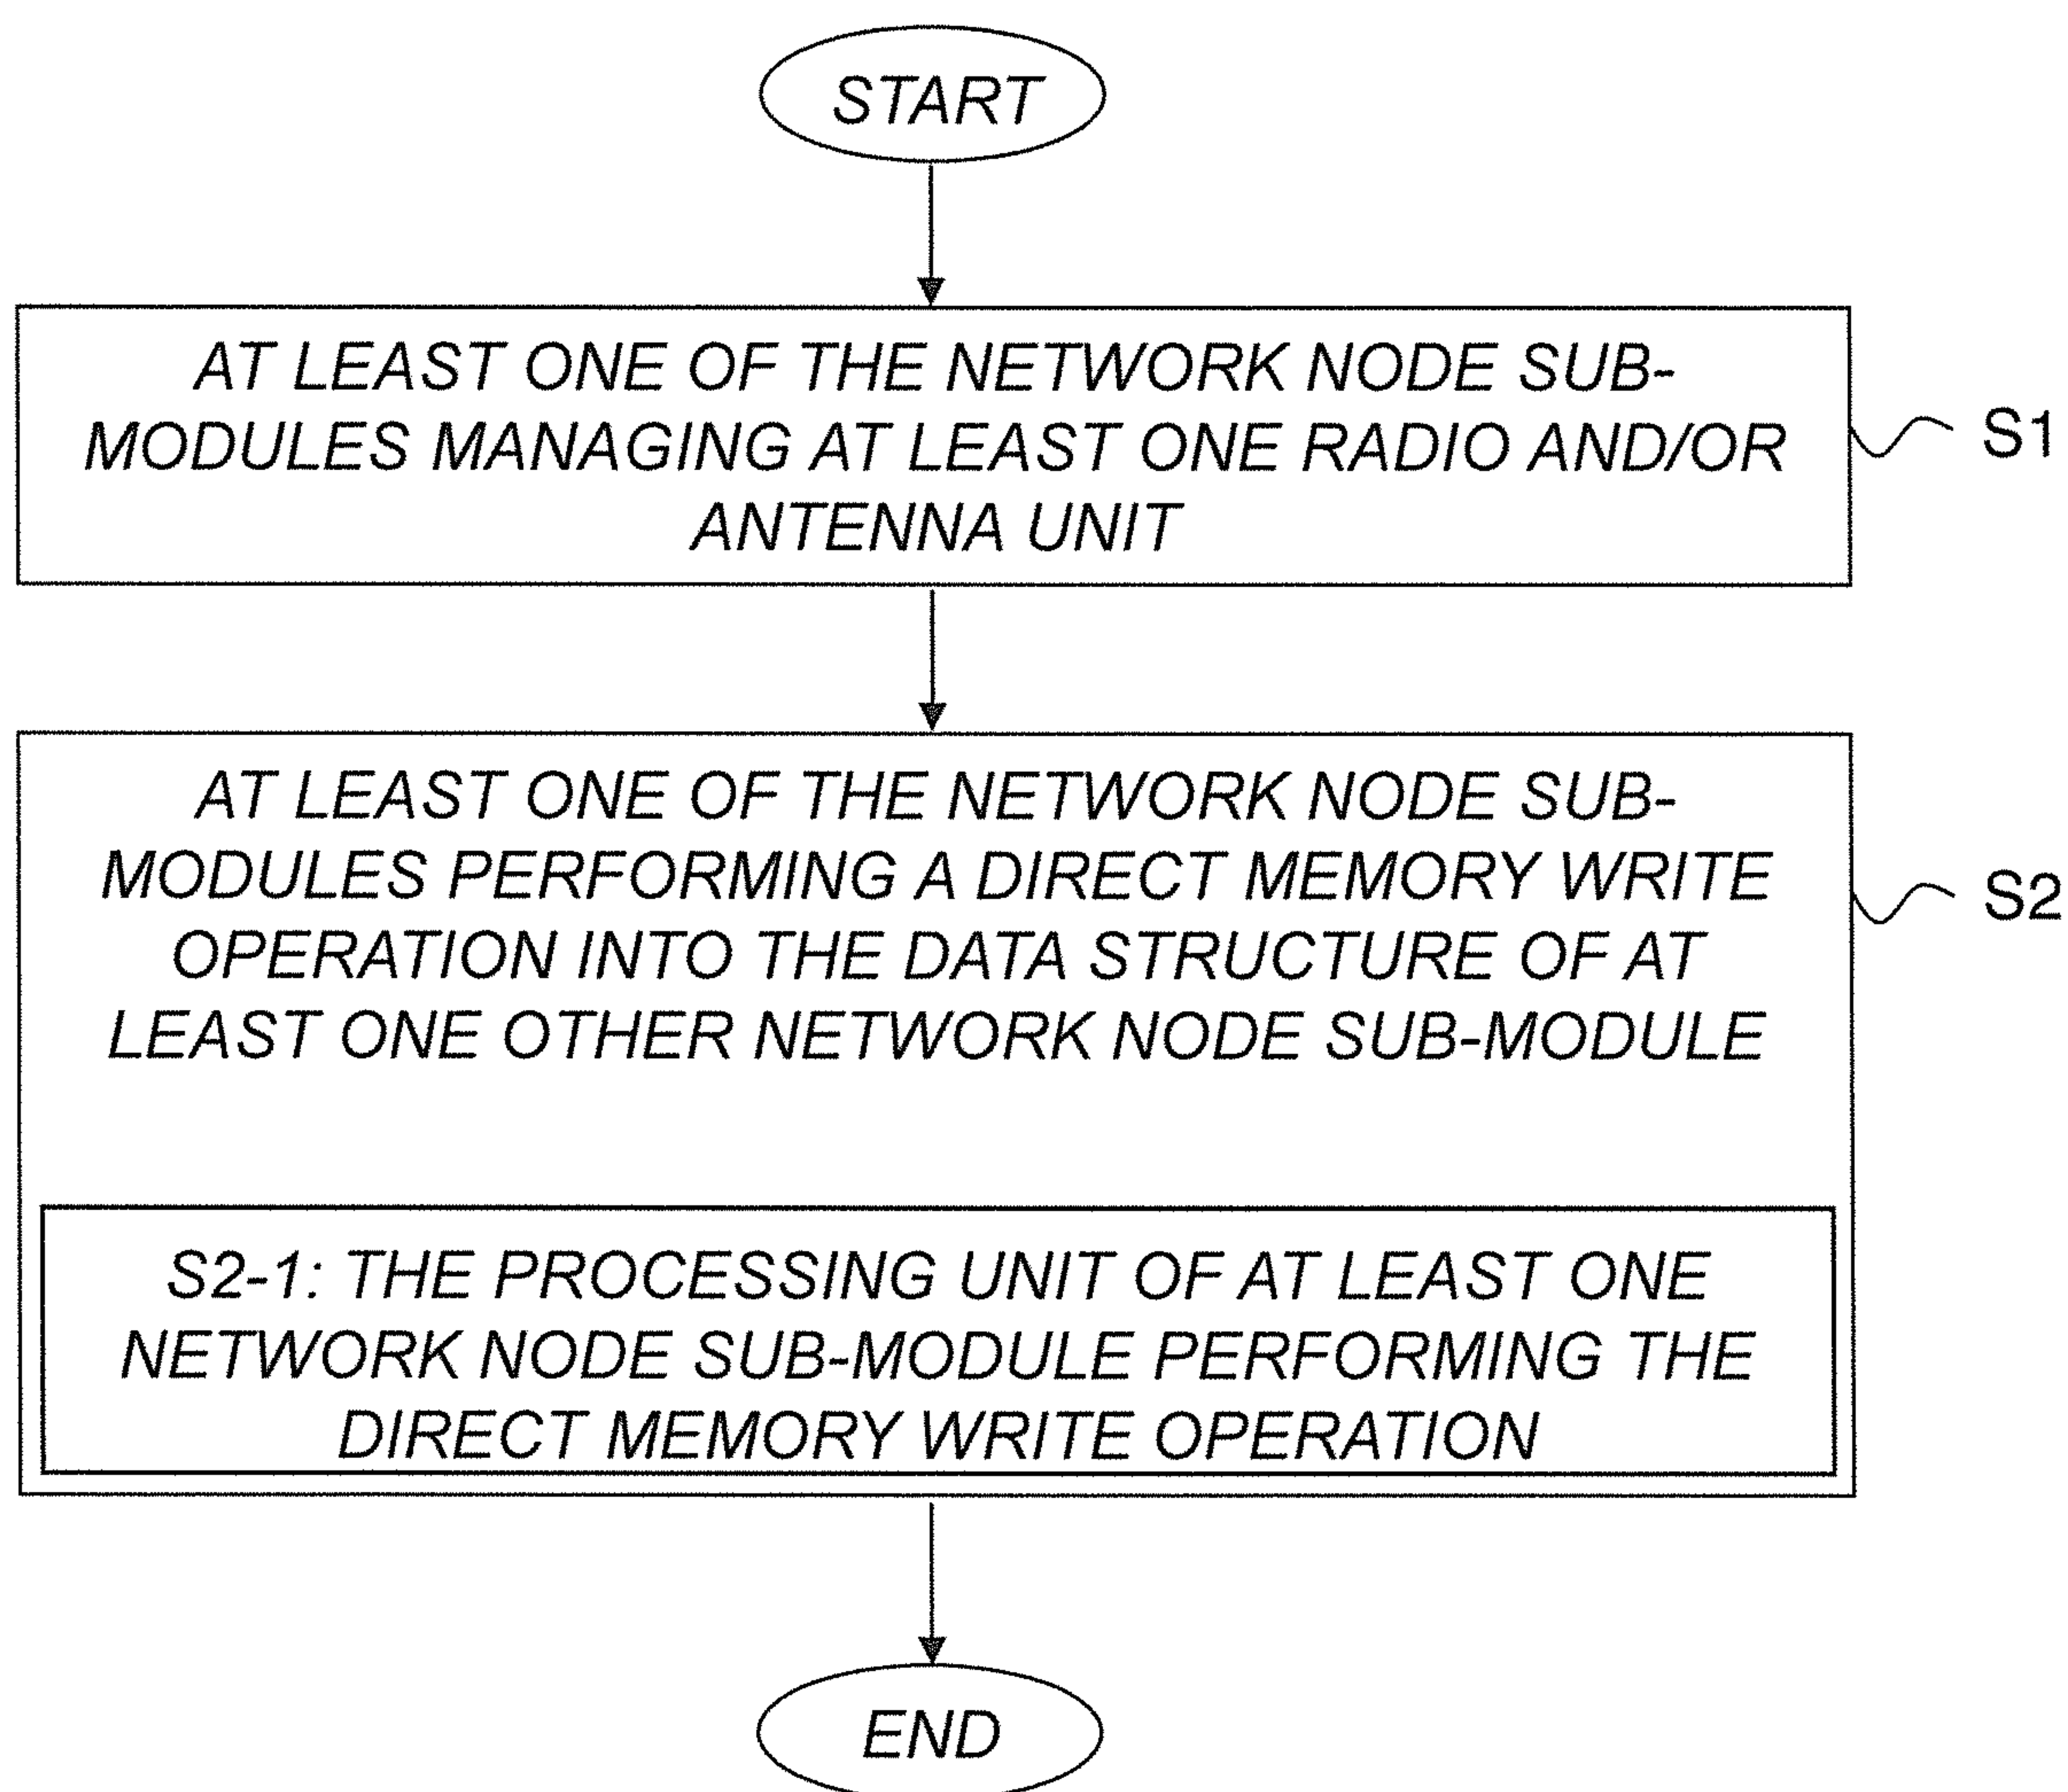 START
AT LEAST ONE OF THE NETWORK NODE SUB-
MODULES MANAGING AT LEAST ONE RADIO AND/OR
ANTENNA UNIT
S1
AT LEAST ONE OF THE NETWORK NODE SUB-
MODULES PERFORMING A DIRECT MEMORY WRITE
OPERATION INTO THE DATA STRUCTURE OF AT
LEAST ONE OTHER NETWORK NODE SUB-MODULE
S2
S2-1: THE PROCESSING UNIT OF AT LEAST ONE
NETWORK NODE SUB-MODULE PERFORMING THE
DIRECT MEMORY WRITE OPERATION
END